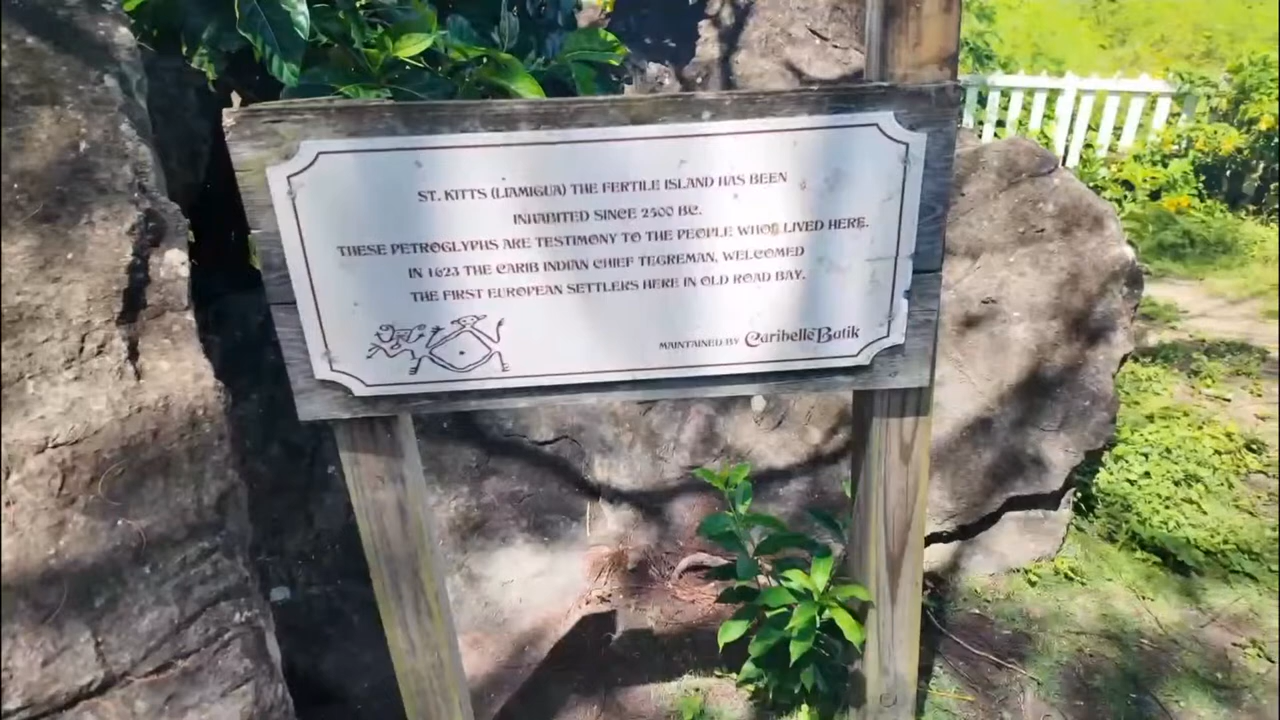 ST. KITTS (LIAMIGUA) THE FERTILE ISLAND HAS BEEN
INHABITED SINCE 2500 BC.
THESE PETROGLYPHS ARE TESTIMONY TO THE PEOPLE WHO LIVED HERE.
IN 1623 THE CARIB INDIAN CHIEF TEGREMAN, WELCOMED
THE FIRST EUROPEAN SETTLERS HERE IN OLD ROAD BAY.
MAINTAINED BY Caribelle Batik